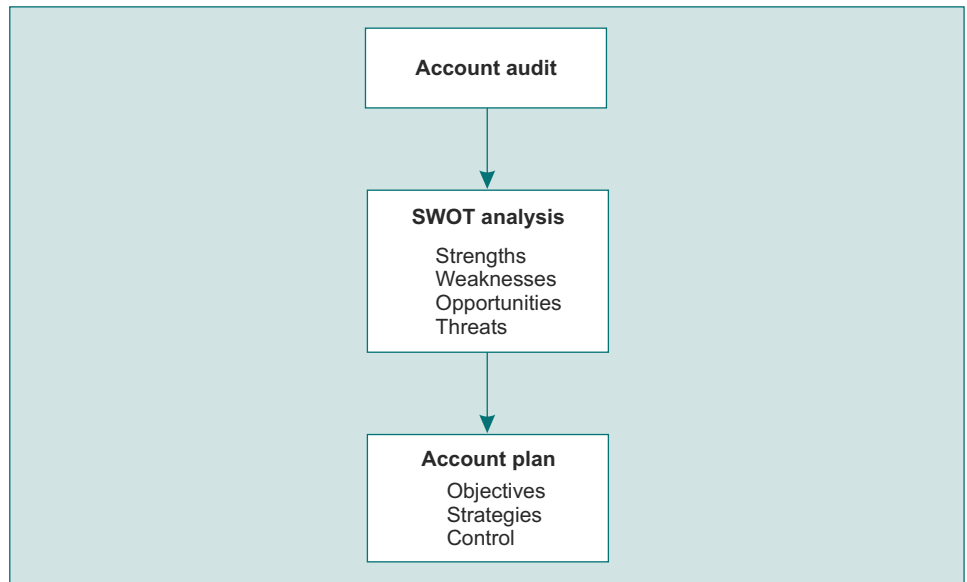 Account audit
SWOT analysis
Strengths
Weaknesses
Opportunities
Threats
Account plan
Objectives
Strategies
Control